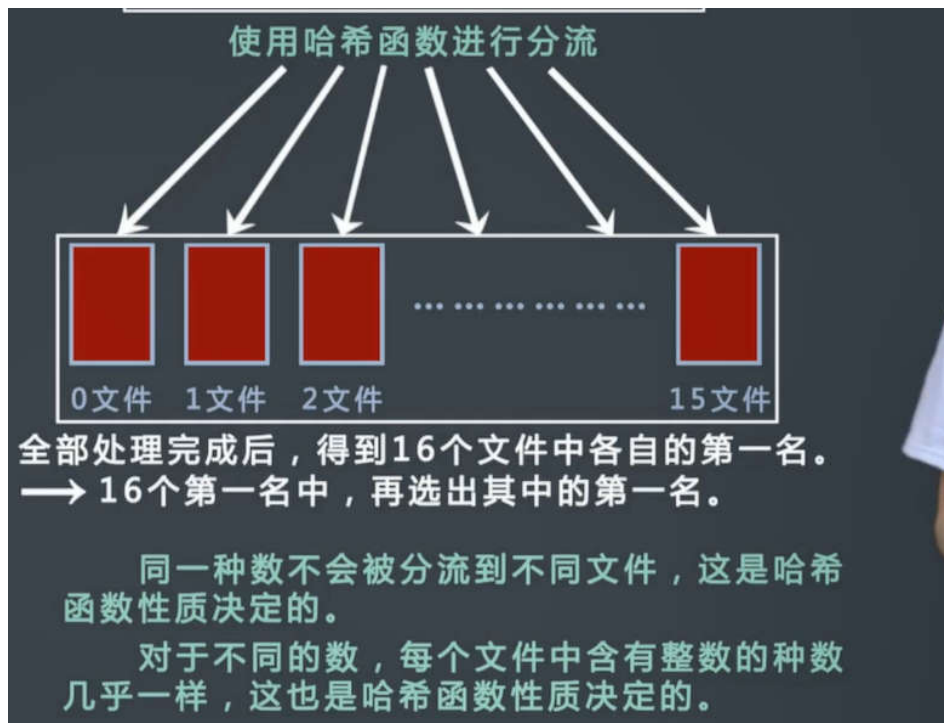 使用哈希函数进行分流
0文件 1文件 2文件 ………………… 15文件
全部处理完成后，得到16个文件中各自的第一名。
→ 16个第一名中，再选出其中的第一名。
同一种数不会被分流到不同文件，这是哈希
函数性质决定的。
对于不同的数，每个文件中含有整数的种数
几乎一样，这也是哈希函数性质决定的。